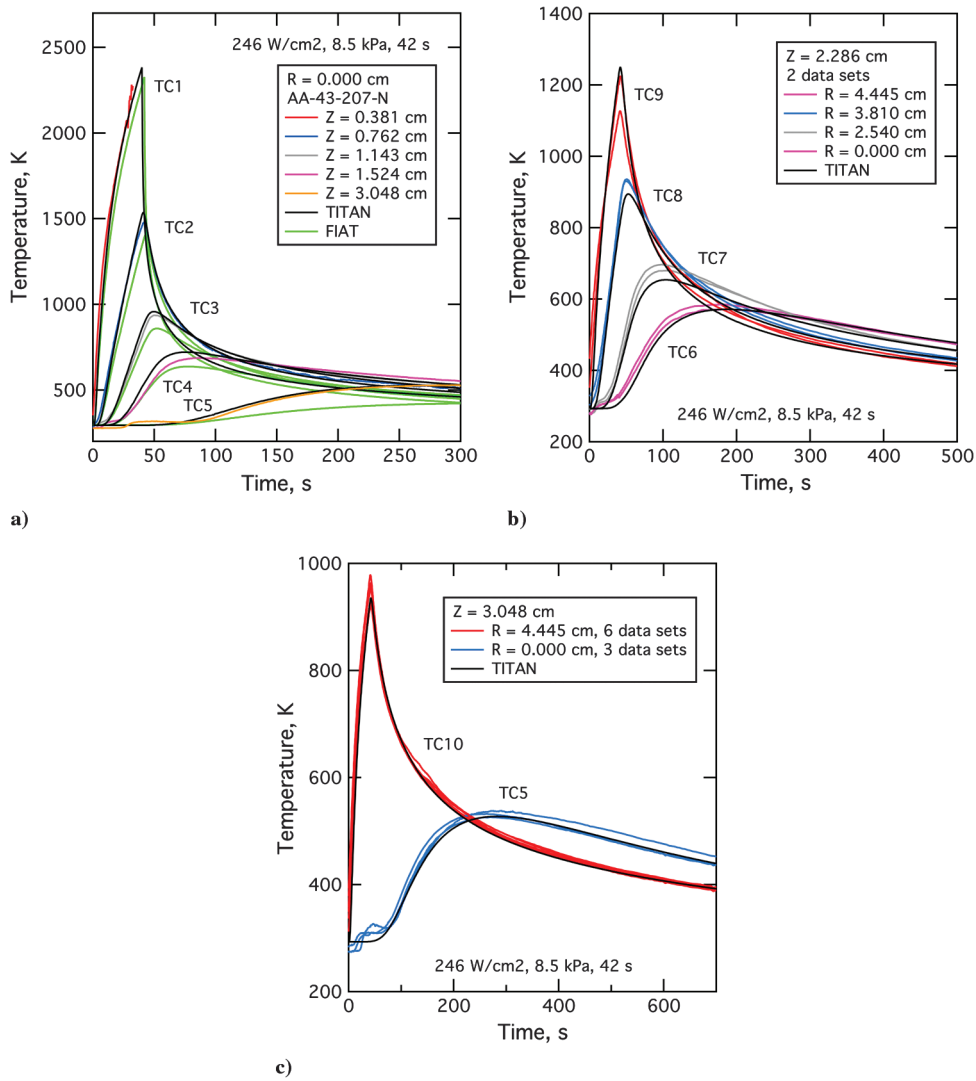 2500
2000
1500
1000
500
Temperature, K
246 W/cm2, 8.5 kPa, 42 s
R = 0.000 cm
AA-43-207-N
Z = 0.381 cm
Z = 0.762 cm
Z = 1.143 cm
Z = 1.524 cm
Z = 3.048 cm
TITAN
FIAT
TC1
TC2
TC3
TC4
TC5
0 50 100 150 200 250 300
Time, s
a)
1400
1200
1000
800
600
400
200
Temperature, K
Z = 2.286 cm
2 data sets
R = 4.445 cm
R = 3.810 cm
R = 2.540 cm
R = 0.000 cm
TITAN
TC9
TC8
TC7
TC6
246 W/cm2, 8.5 kPa, 42 s
0 100 200 300 400 500
Time, s
b)
1000
800
600
400
200
Temperature, K
Z = 3.048 cm
R = 4.445 cm, 6 data sets
R = 0.000 cm, 3 data sets
TITAN
TC10
TC5
246 W/cm2, 8.5 kPa, 42 s
0 200 400 600
Time, s
c)